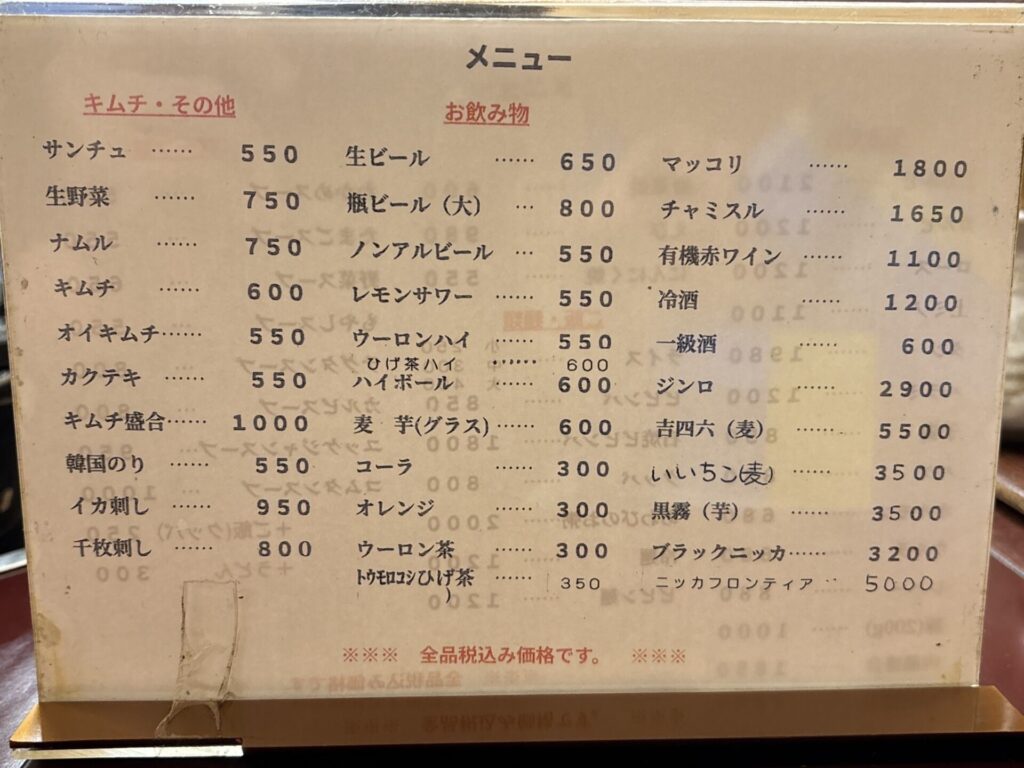 メニュー
キムチ・その他
サンチュ …… 550
生野菜 …… 750
ナムル …… 750
キムチ …… 600
オイキムチ…… 550
カクテキ …… 550
キムチ盛合…… 1000
韓国のり …… 550
イカ刺し …… 950
千枚刺し …… 800
お飲み物
生ビール …… 650
瓶ビール（大） … 800
ノンアルビール … 550
レモンサワー …… 550
ウーロンハイ …… 550
ひげ茶ハイ …… 600
ハイボール …… 600
麦 芋(グラス)…… 600
コーラ …… 300
オレンジ …… 300
ウーロン茶 …… 300
トウモロコシひげ茶 …… 350
マッコリ …… 1800
チャミスル …… 1650
有機赤ワイン …… 1100
冷酒 …… 1200
一級酒 …… 600
ジンロ …… 2900
吉四六（麦） …… 5500
いいちこ(麦) …… 3500
黒霧（芋） …… 3500
ブラックニッカ…… 3200
ニッカフロンティア ‥ 5000
※※※ 全品税込み価格です。 ※※※